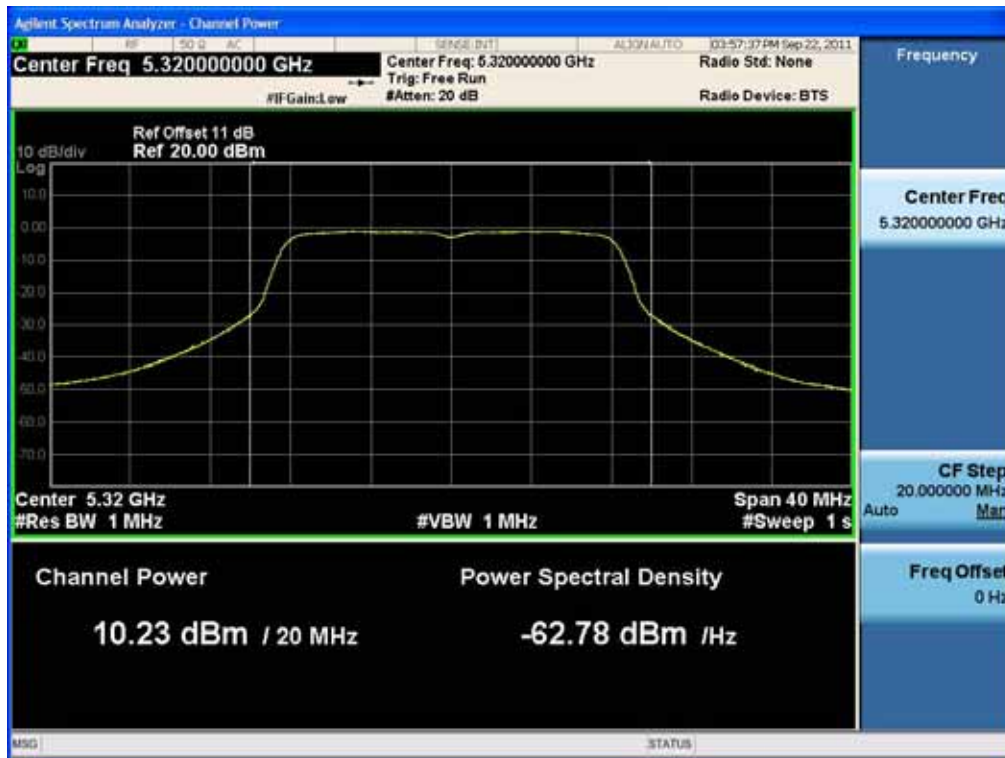 Agilent Spectrum Analyzer - Channel Power
RF 50 Ω AC SENSE:INT ALIGNAUTO 03:57:37 PM Sep 22, 2011
Center Freq 5.320000000 GHz
Center Freq: 5.320000000 GHz
Radio Std: None
Trig: Free Run
#IFGain:Low
#Atten: 20 dB
Radio Device: BTS
Ref Offset 11 dB
10 dB/div Ref 20.00 dBm
Log
10.0
0.00
-10.0
-20.0
-30.0
-40.0
-50.0
-60.0
-70.0
Center 5.32 GHz
Span 40 MHz
#Res BW 1 MHz
#VBW 1 MHz
#Sweep 1 s
Channel Power
Power Spectral Density
10.23 dBm / 20 MHz
-62.78 dBm /Hz
MSG
STATUS
Frequency
Center Freq
5.320000000 GHz
CF Step
20.000000 MHz
Auto Man
Freq Offset
0 Hz